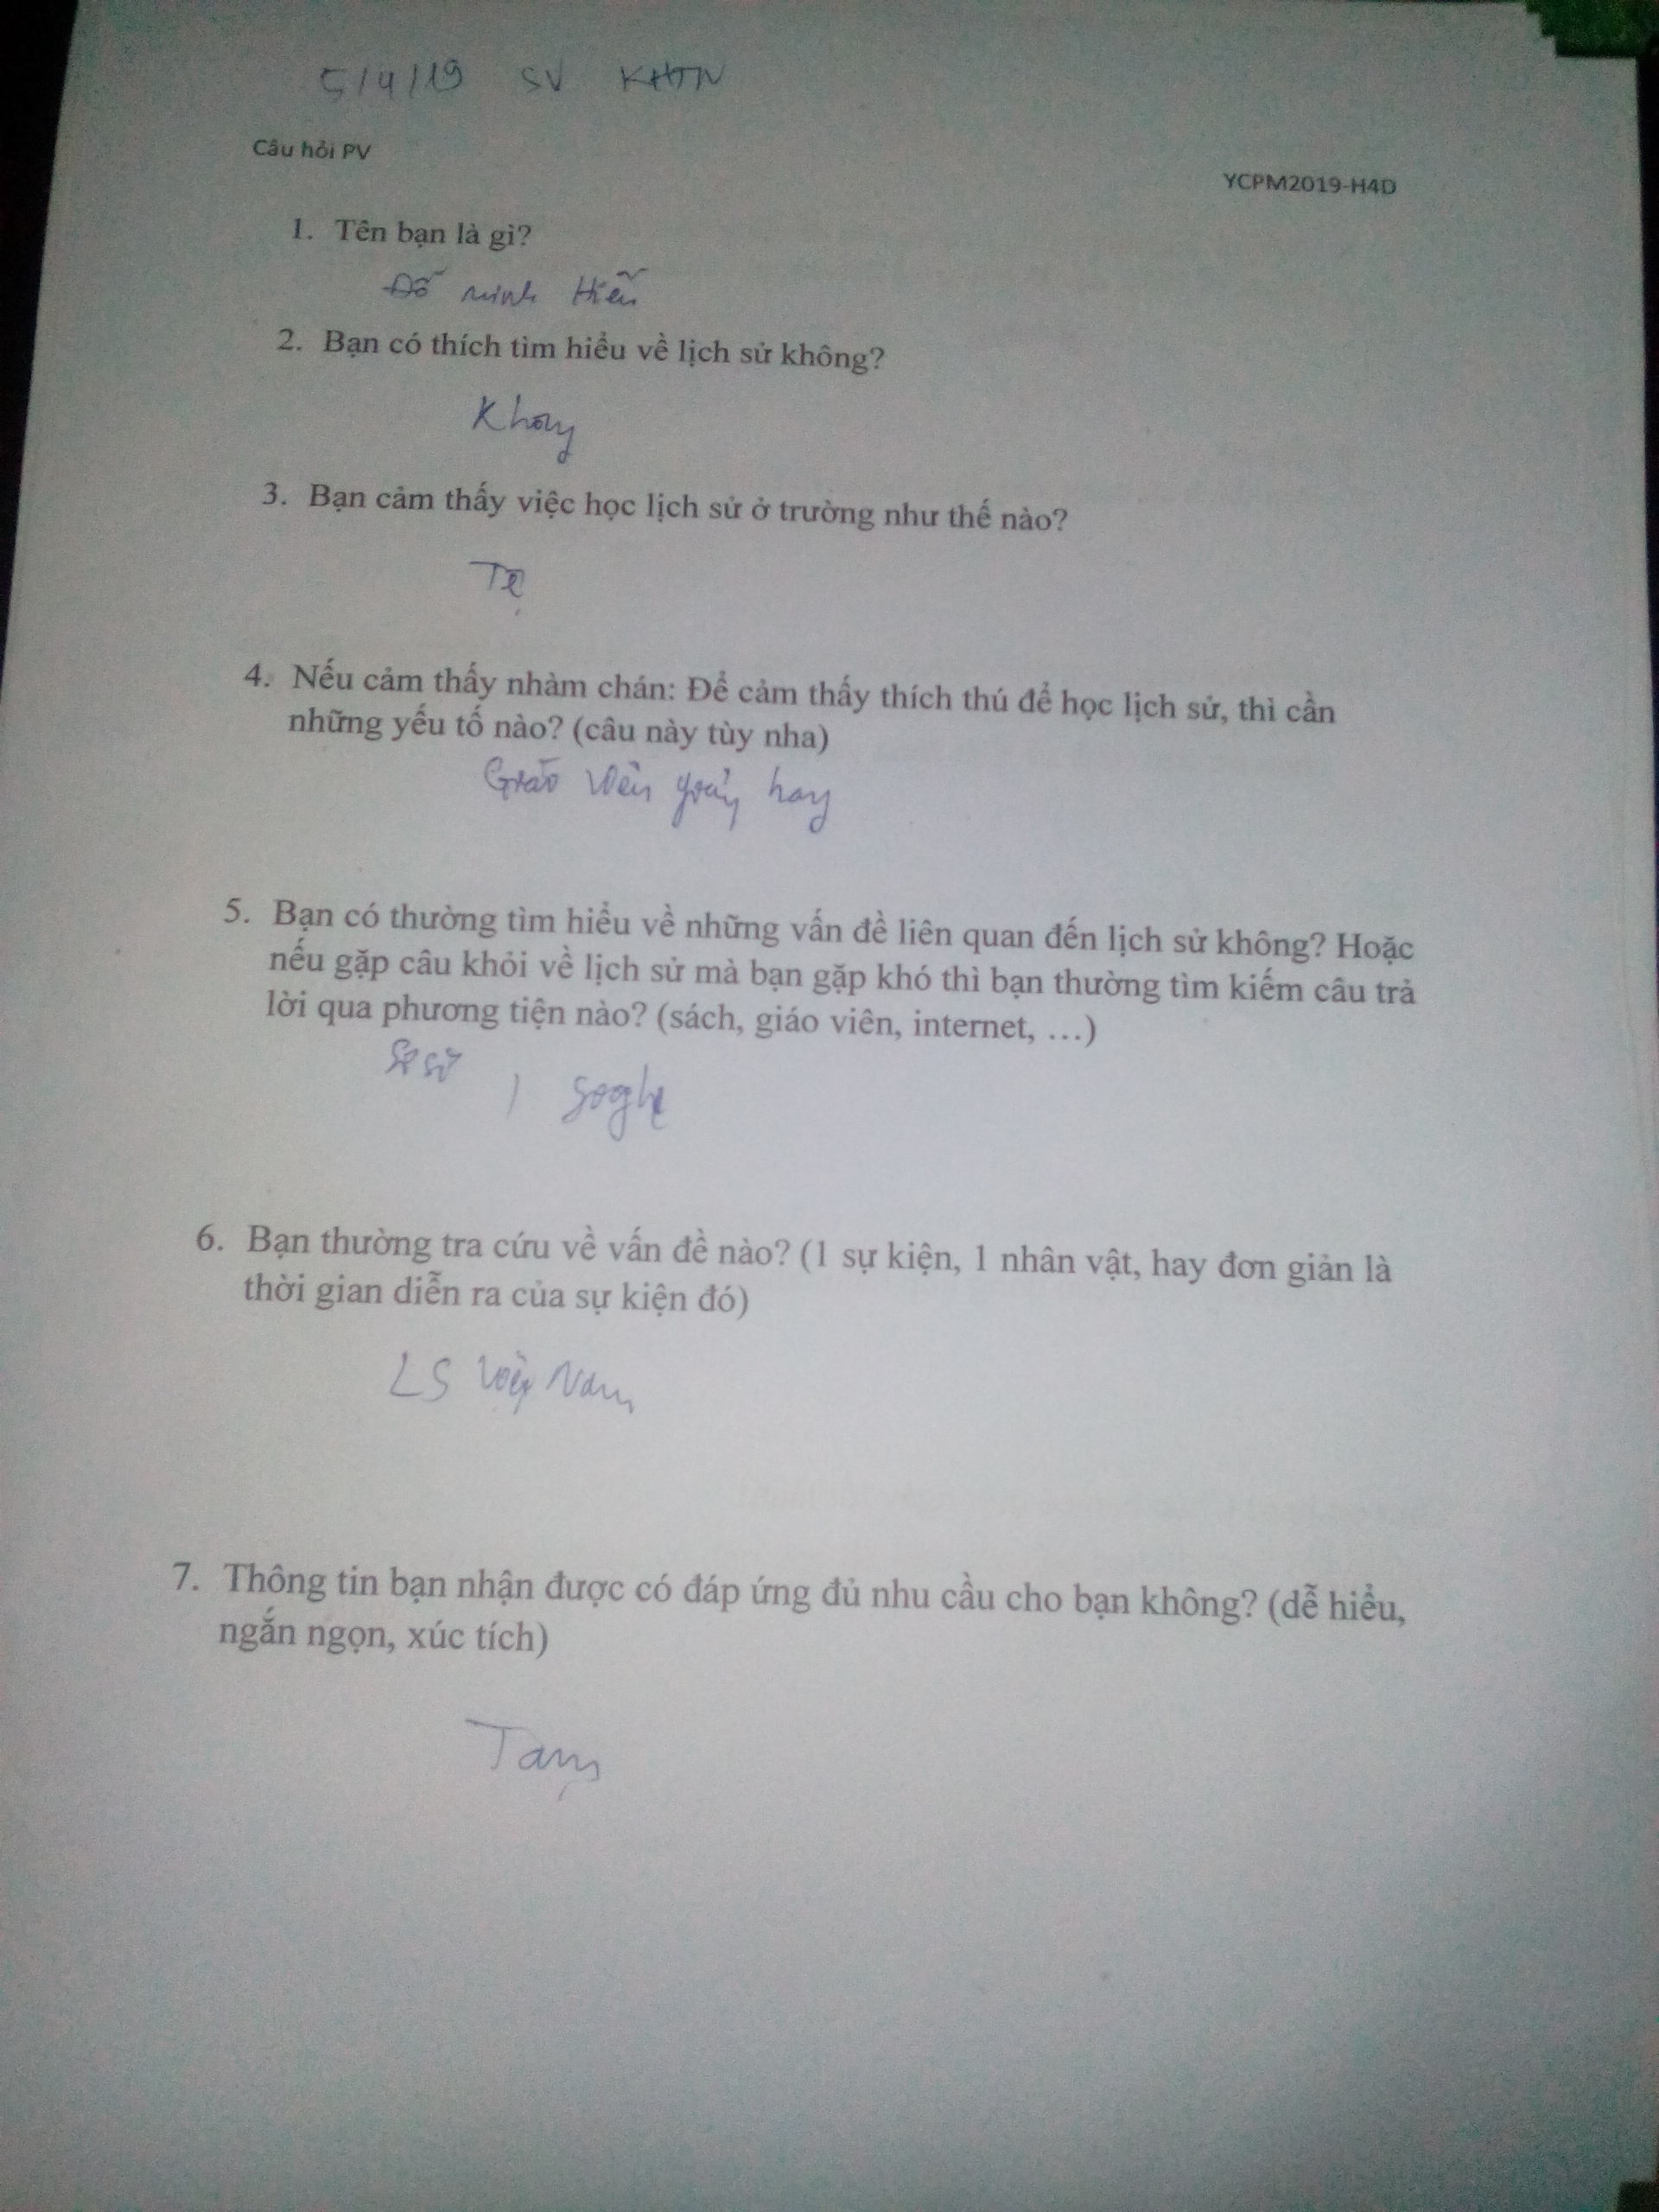 5/4/19 SV KHTN
Câu hỏi PV
YCPM2019-H4D
1. Tên bạn là gì?
Đỗ Minh Hiễn
2. Bạn có thích tìm hiểu về lịch sử không?
Không
3. Bạn cảm thấy việc học lịch sử ở trường như thế nào?
Tệ
4. Nếu cảm thấy nhàm chán: Để cảm thấy thích thú để học lịch sử, thì cần
những yếu tố nào? (câu này tùy nha)
Giáo viên giảng hay
5. Bạn có thường tìm hiểu về những vấn đề liên quan đến lịch sử không? Hoặc
nếu gặp câu khỏi về lịch sử mà bạn gặp khó thì bạn thường tìm kiếm câu trả
lời qua phương tiện nào? (sách, giáo viên, internet, …)
6. Bạn thường tra cứu về vấn đề nào? (1 sự kiện, 1 nhân vật, hay đơn giản là
thời gian diễn ra của sự kiện đó)
LS Việt Nam
7. Thông tin bạn nhận được có đáp ứng đủ nhu cầu cho bạn không? (dễ hiểu,
ngắn ngọn, xúc tích)
Tạm